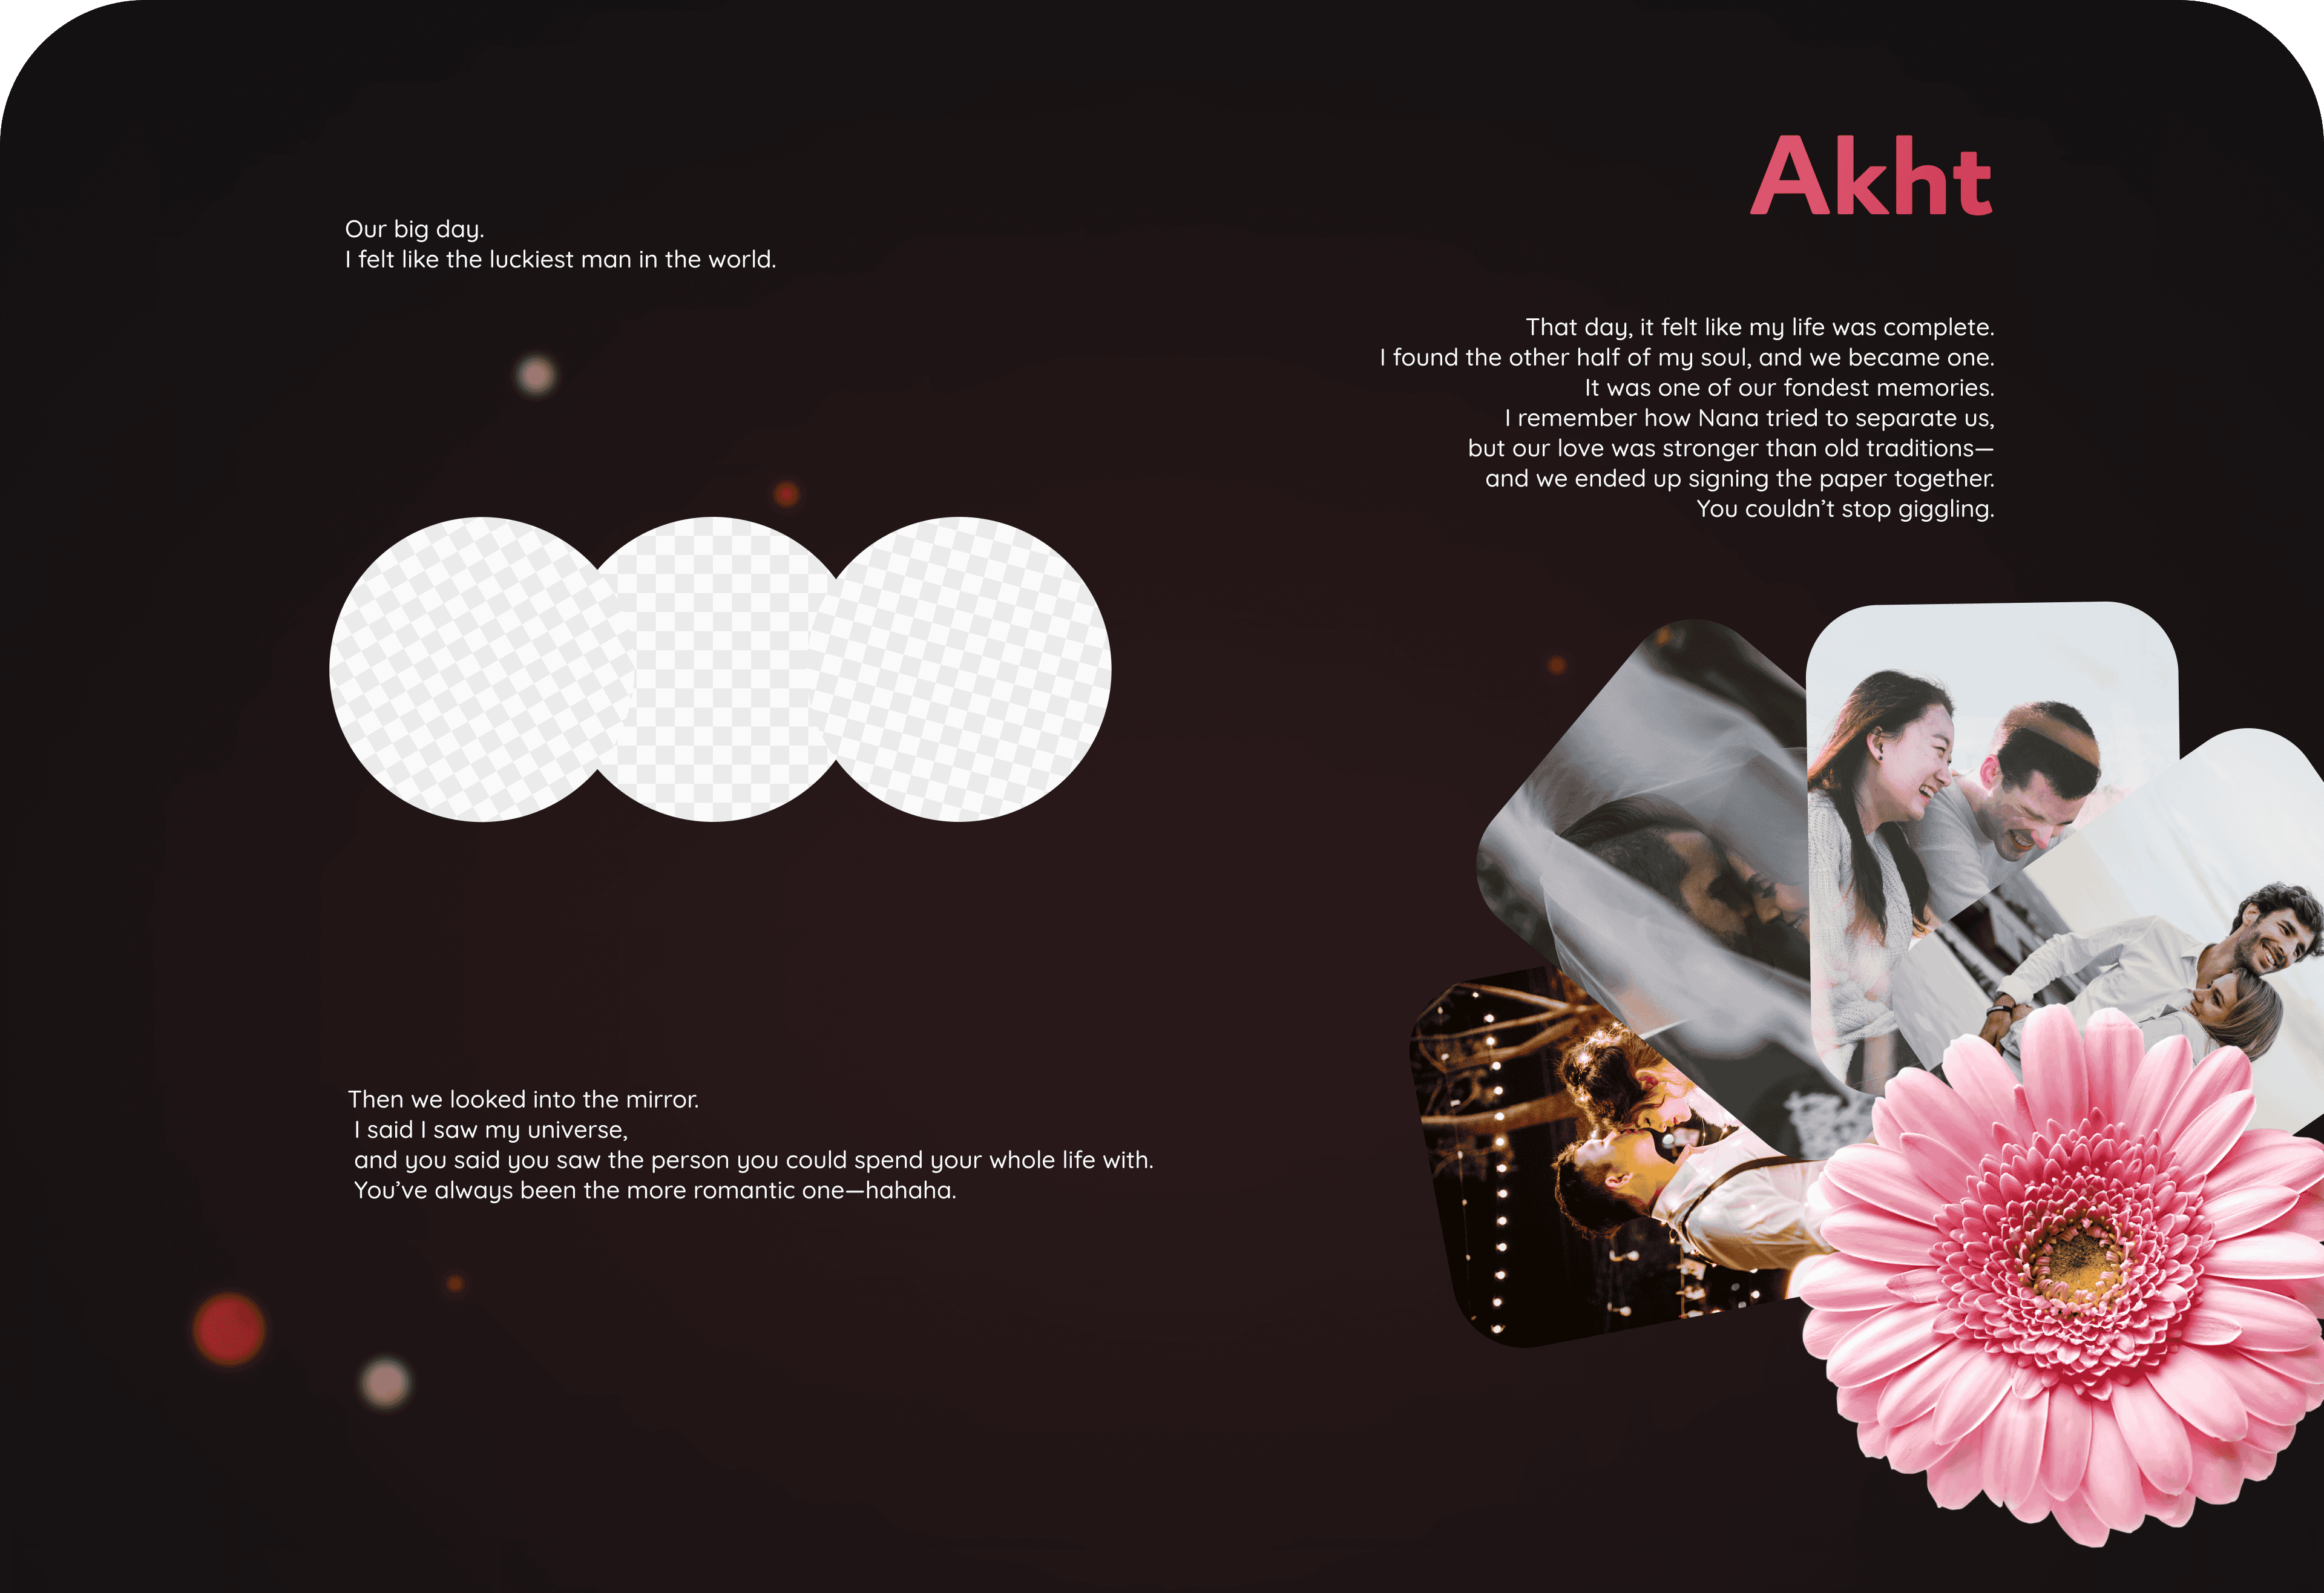 Our big day.
I felt like the luckiest man in the world.
Then we looked into the mirror.
I said I saw my universe,
and you said you saw the person you could spend your whole life with.
You’ve always been the more romantic one—hahaha.
Akht
That day, it felt like my life was complete.
I found the other half of my soul, and we became one.
It was one of our fondest memories.
I remember how Nana tried to separate us,
but our love was stronger than old traditions—
and we ended up signing the paper together.
You couldn’t stop giggling.